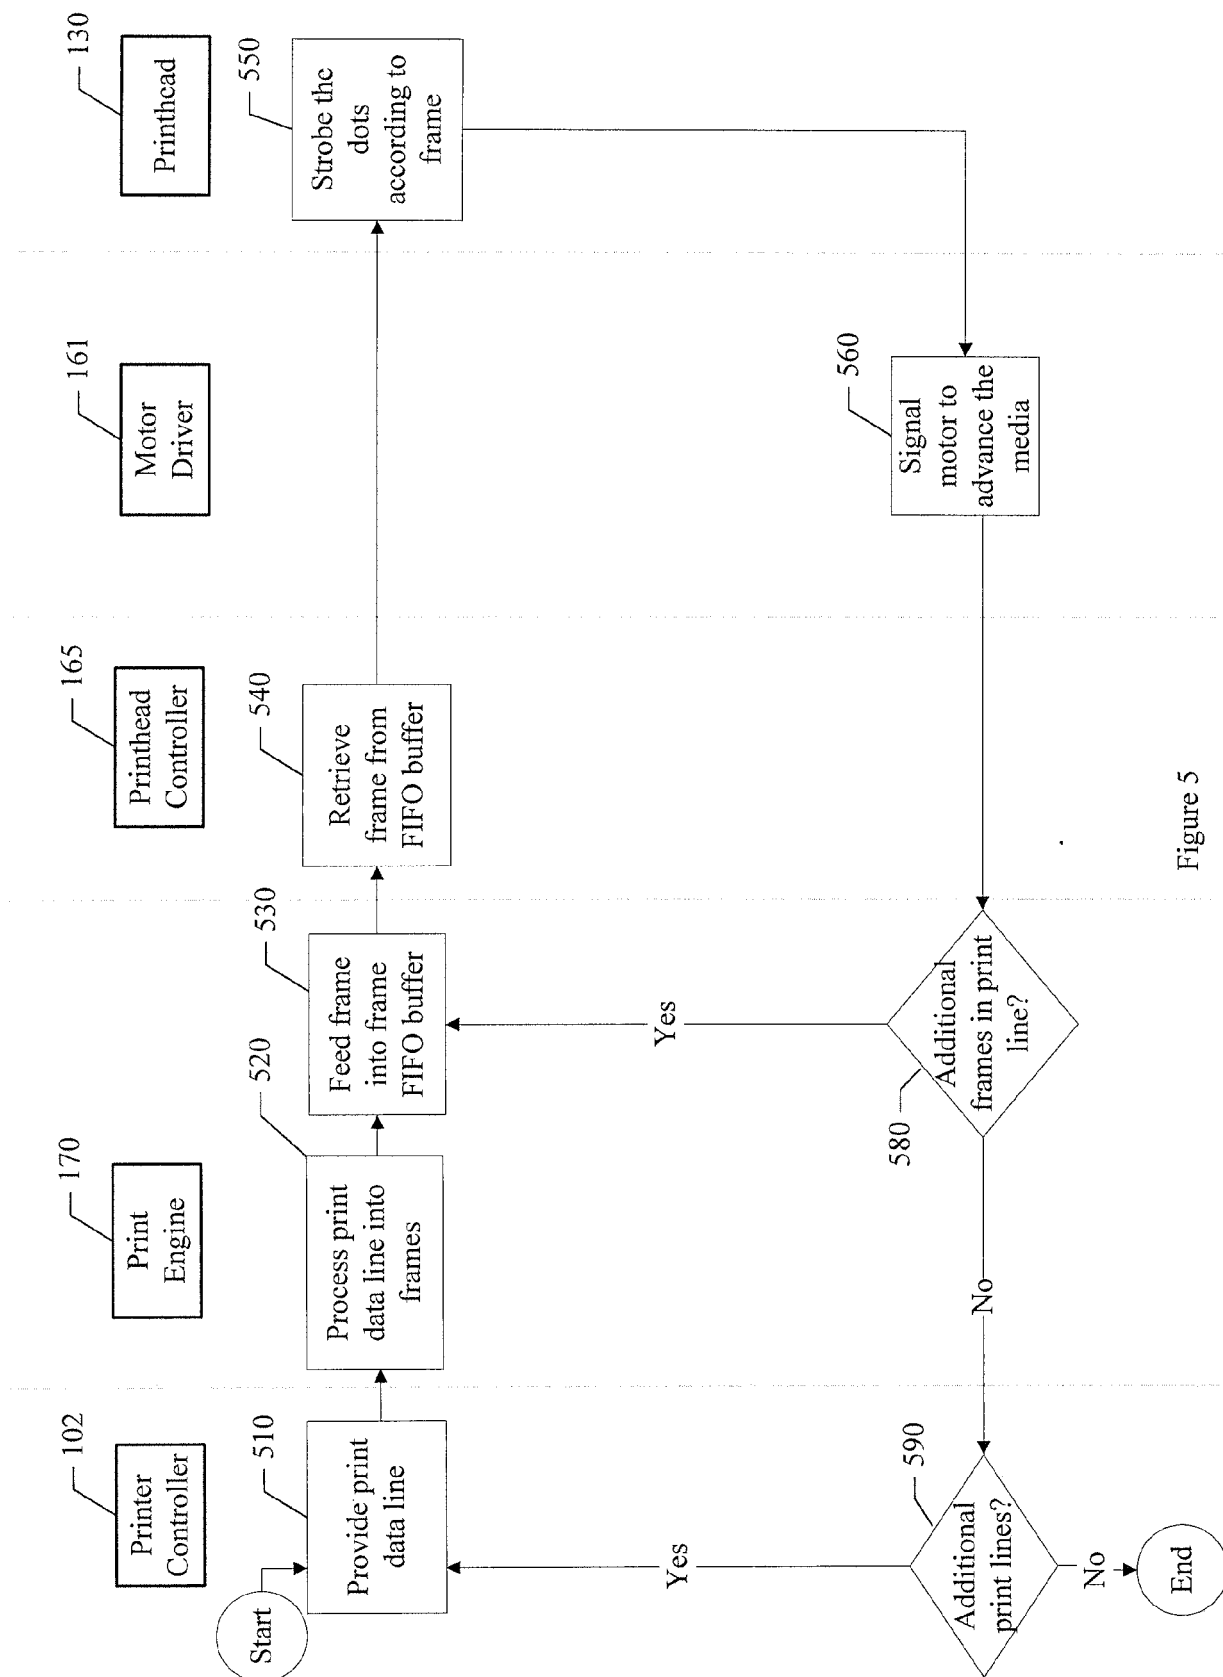 102
Printer
Controller
170
Print
Engine
165
Printhead
Controller
161
Motor
Driver
130
Printhead
Start
510
Provide print
data line
520
Process print
data line into
frames
530
Feed frame
into frame
FIFO buffer
540
Retrieve
frame from
FIFO buffer
550
Strobe the
dots
according to
frame
560
Signal
motor to
advance the
media
580
Additional
frames in print
line?
Yes
No
590
Additional
print lines?
Yes
No
End
Figure 5